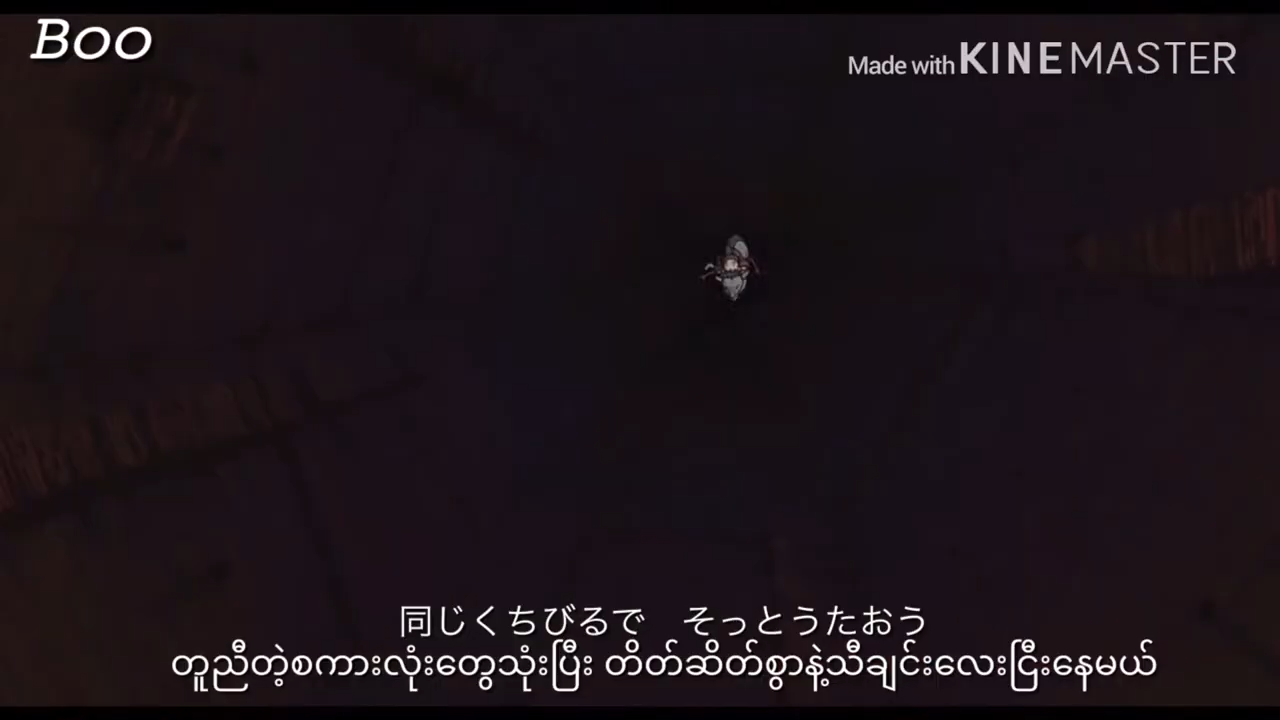 Boo
Made with KINEMASTER
同じくちびるで　そっとうたおう
တူညီတဲ့စကားလုံးတွေသုံးပြီး တိတ်ဆိတ်စွာနဲ့သီချင်းလေးငြီးနေမယ်